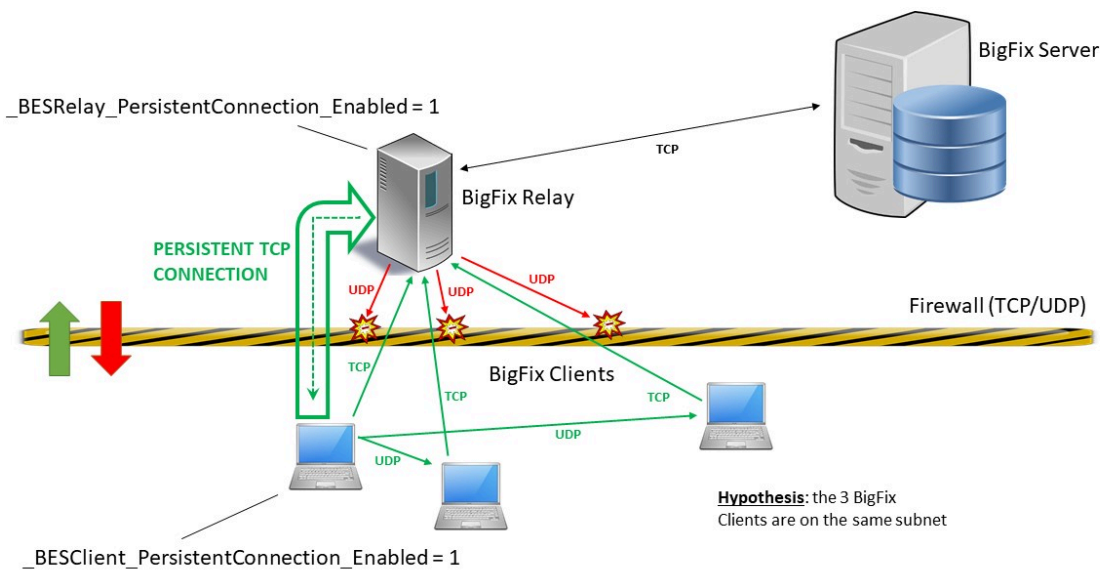 BigFix Server
_BESRelay_PersistentConnection_Enabled = 1
TCP
BigFix Relay
PERSISTENT TCP
CONNECTION
UDP
UDP
UDP
Firewall (TCP/UDP)
TCP
BigFix Clients
TCP
TCP
UDP
UDP
Hypothesis: the 3 BigFix
Clients are on the same subnet
_BESClient_PersistentConnection_Enabled = 1